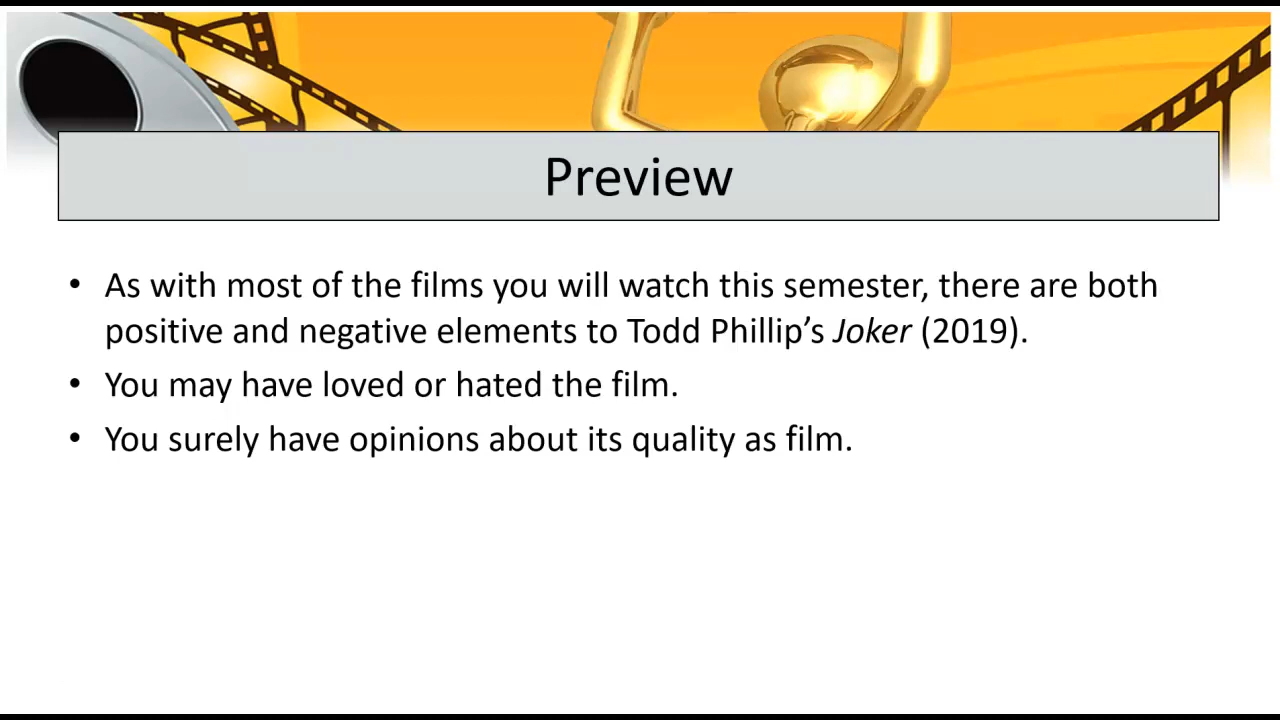 Preview
• As with most of the films you will watch this semester, there are both
positive and negative elements to Todd Phillip’s Joker (2019).
• You may have loved or hated the film.
• You surely have opinions about its quality as film.